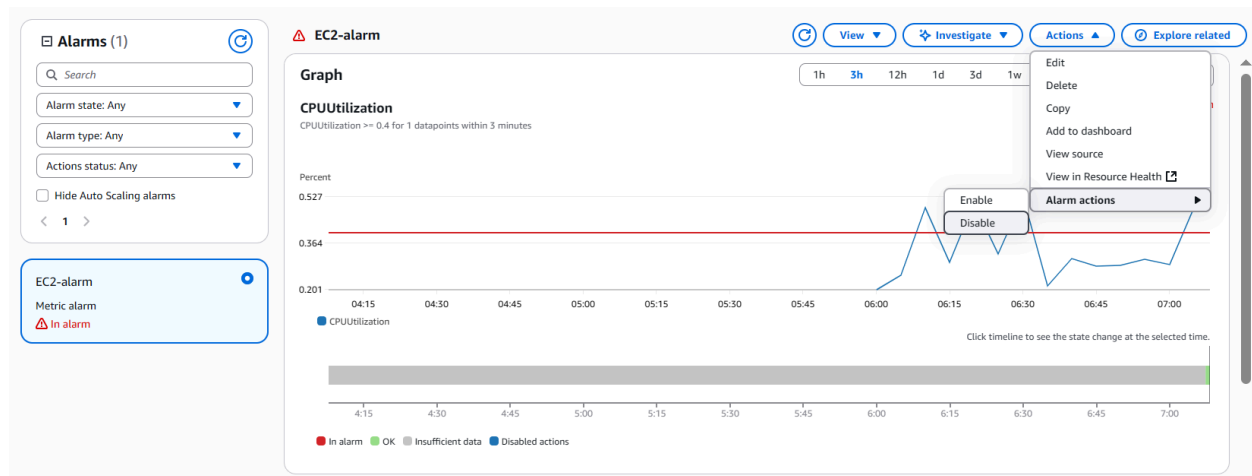 Alarms (1)
Search
Alarm state: Any
Alarm type: Any
Actions status: Any
Hide Auto Scaling alarms
1
EC2-alarm
Metric alarm
In alarm
EC2-alarm
View
Investigate
Actions
Explore related
Graph
1h 3h 12h 1d 3d 1w
Edit
Delete
Copy
Add to dashboard
View source
View in Resource Health
Alarm actions
Enable
Disable
CPUUtilization
CPUUtilization >= 0.4 for 1 datapoints within 3 minutes
Percent
0.527
0.364
0.201
04:15 04:30 04:45 05:00 05:15 05:30 05:45 06:00 06:15 06:30 06:45 07:00
CPUUtilization
Click timeline to see the state change at the selected time.
4:15 4:30 4:45 5:00 5:15 5:30 5:45 6:00 6:15 6:30 6:45 7:00
In alarm OK Insufficient data Disabled actions